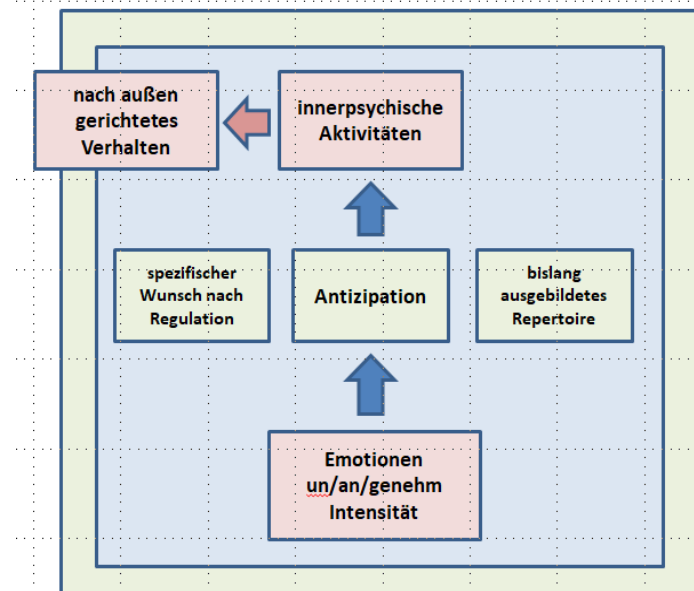 nach außen
gerichtetes
Verhalten
innerpsychische
Aktivitäten
spezifischer
Wunsch nach
Regulation
Antizipation
bislang
ausgebildetes
Repertoire
Emotionen
un/an/genehm
Intensität